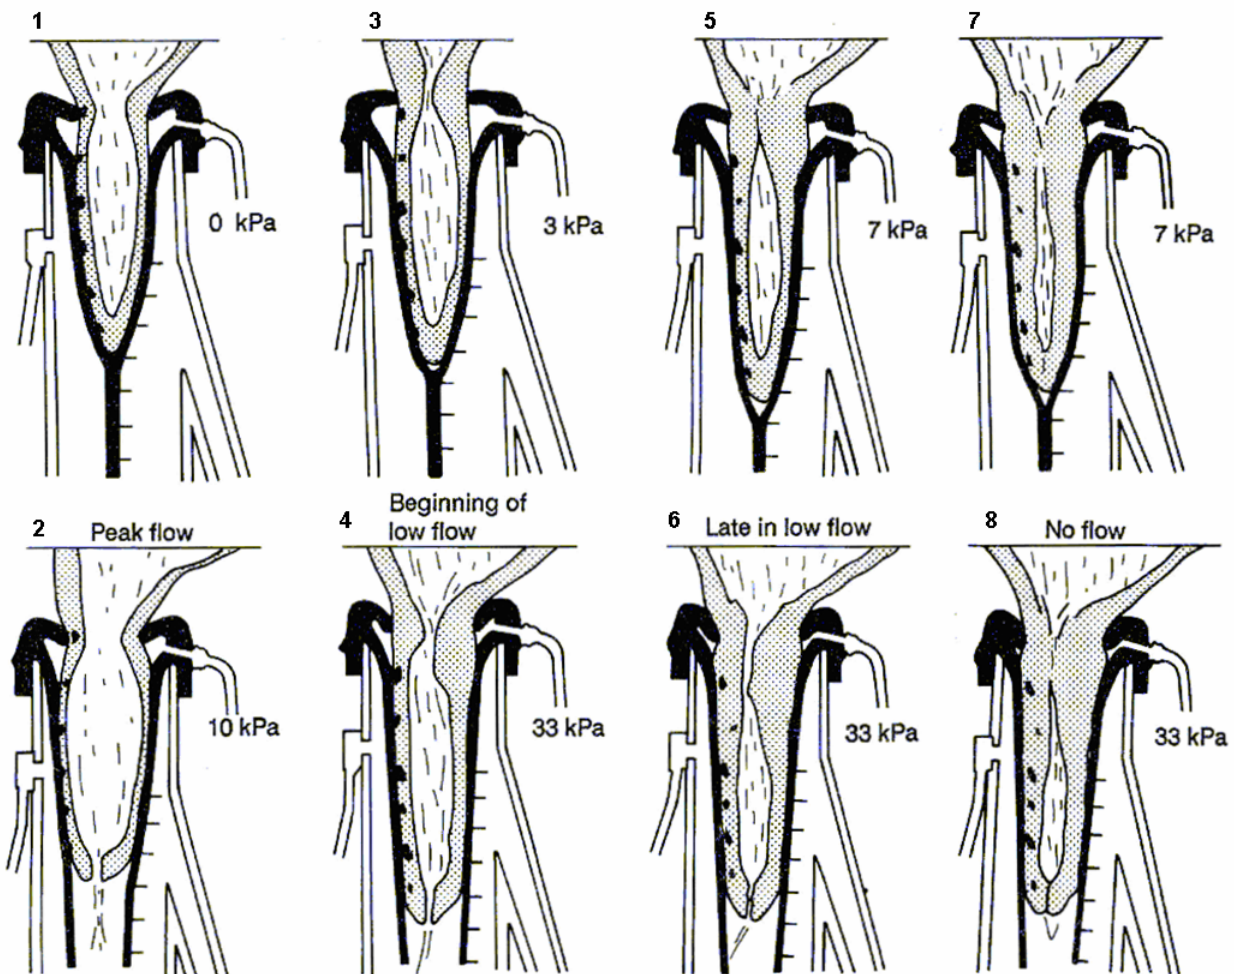 1
3
5
7
0 kPa
3 kPa
7 kPa
7 kPa
2
Peak flow
4
Beginning of
low flow
6
Late in low flow
8
No flow
10 kPa
33 kPa
33 kPa
33 kPa